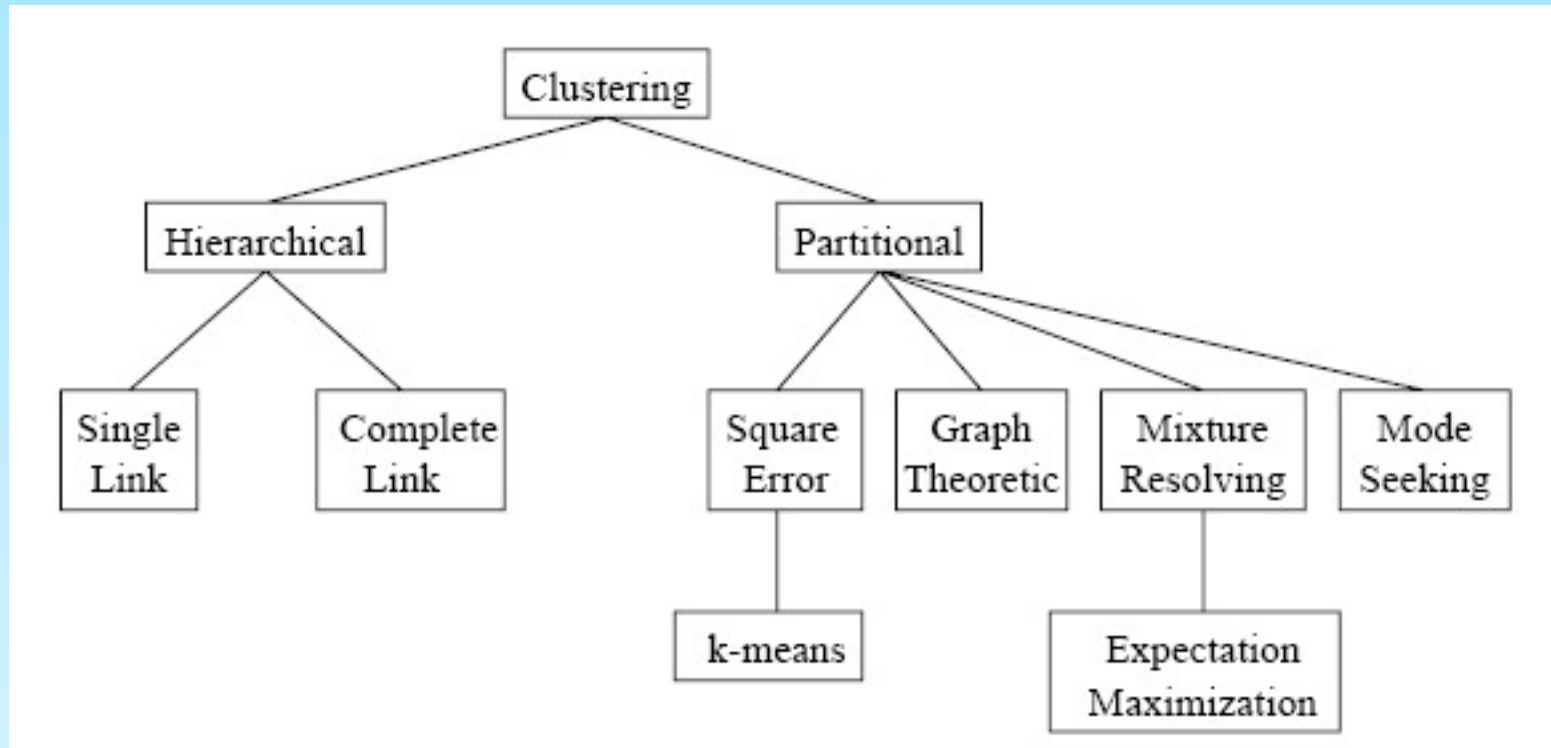 Clustering
Hierarchical
Partitional
Single
Link
Complete
Link
Square
Error
Graph
Theoretic
Mixture
Resolving
Mode
Seeking
k-means
Expectation
Maximization